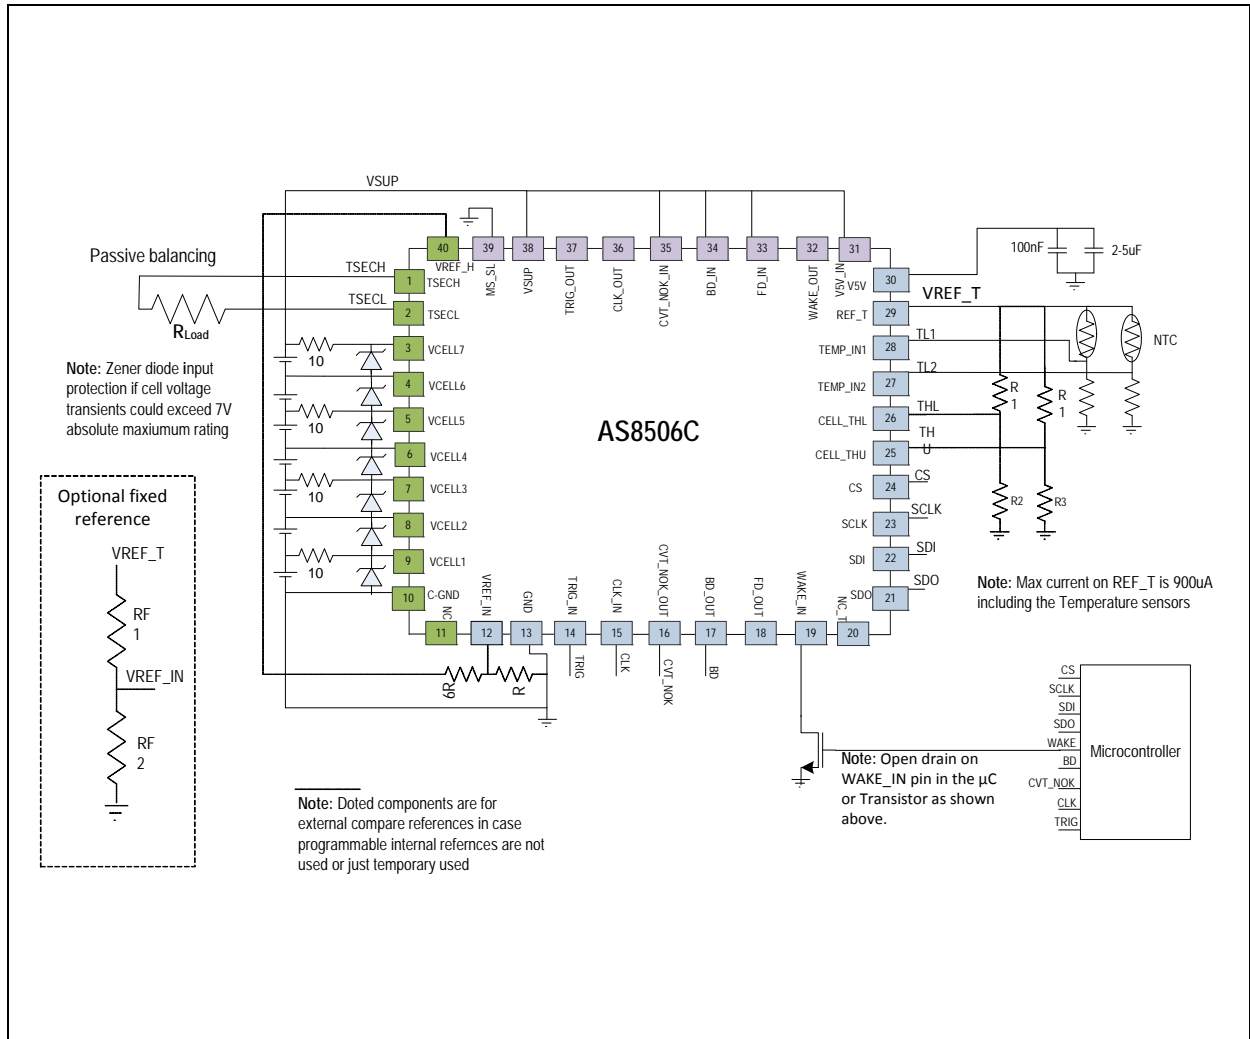 VSUP
Passive balancing
TSECH
TSECL
RLoad
Note: Zener diode input
protection if cell voltage
transients could exceed 7V
absolute maxiumum rating
40
39
38
37
36
35
34
33
32
31
VREF_H
MS_SL
VSUP
TRIG_OUT
CLK_OUT
CVT_NOK_IN
BD_IN
FD_IN
WAKE_OUT
V5V_IN
1
TSECH
2
TSECL
3
VCELL7
4
VCELL6
5
VCELL5
6
VCELL4
7
VCELL3
8
VCELL2
9
VCELL1
10
C-GND
10
10
10
10
AS8506C
V5V
30
REF_T
29
TEMP_IN1
28
TEMP_IN2
27
CELL_THL
26
CELL_THU
25
CS
24
SCLK
23
SDI
22
SDO
21
100nF
2-5uF
VREF_T
TL1
TL2
THL
TH
U
CS
SCLK
SDI
SDO
NTC
R
1
R
1
R2
R3
Note: Max current on REF_T is 900uA
including the Temperature sensors
NC
VREF_IN
GND
TRIG_IN
CLK_IN
CVT_NOK_OUT
BD_OUT
FD_OUT
WAKE_IN
NC_T
11
12
13
14
15
16
17
18
19
20
6R
R
TRIG
CLK
CVT_NOK
BD
Optional fixed
reference
VREF_T
RF
1
VREF_IN
RF
2
Note: Doted components are for
external compare references in case
programmable internal refernces are not
used or just temporary used
Note: Open drain on
WAKE_IN pin in the µC
or Transistor as shown
above.
CS
SCLK
SDI
SDO
WAKE
BD
CVT_NOK
CLK
TRIG
Microcontroller